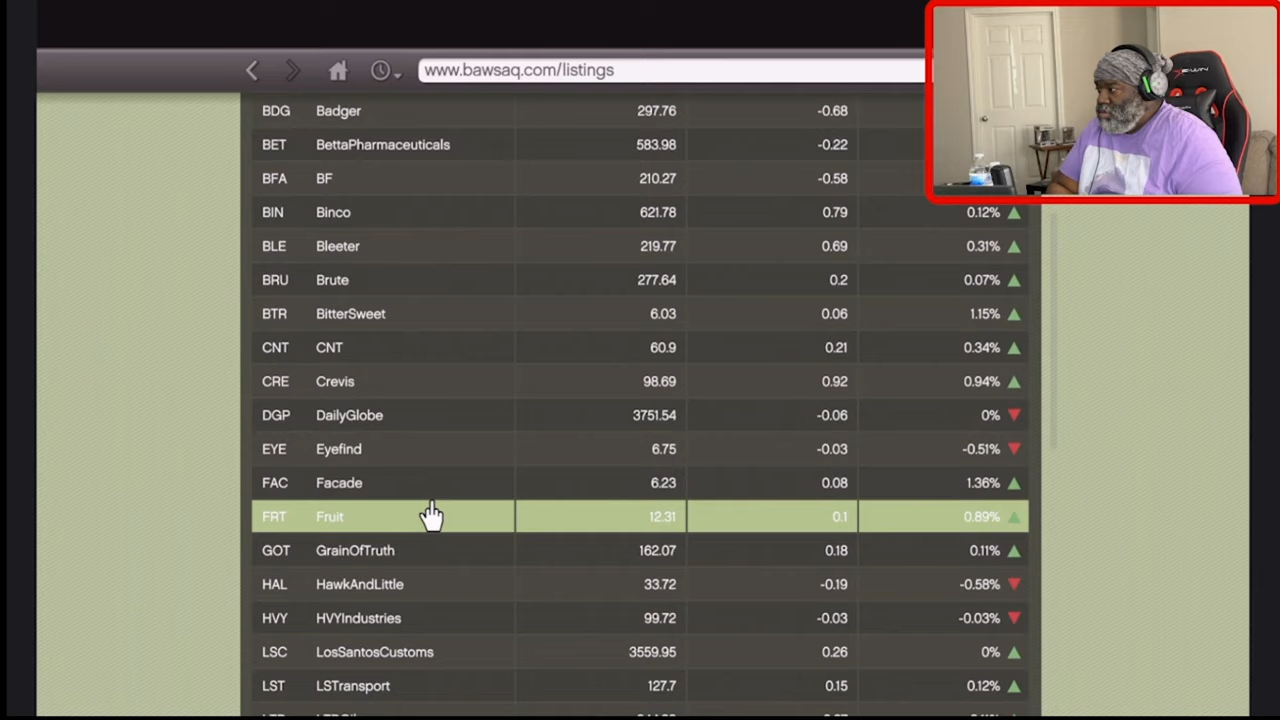 www.bawsaq.com/listings
BDG Badger 297.76 -0.68
BET BettaPharmaceuticals 583.98 -0.22
BFA BF 210.27 -0.58
BIN Binco 621.78 0.79 0.12%
BLE Bleeter 219.77 0.69 0.31%
BRU Brute 277.64 0.2 0.07%
BTR BitterSweet 6.03 0.06 1.15%
CNT CNT 60.9 0.21 0.34%
CRE Crevis 98.69 0.92 0.94%
DGP DailyGlobe 3751.54 -0.06 0%
EYE Eyefind 6.75 -0.03 -0.51%
FAC Facade 6.23 0.08 1.36%
FRT Fruit 12.31 0.1 0.89%
GOT GrainOfTruth 162.07 0.18 0.11%
HAL HawkAndLittle 33.72 -0.19 -0.58%
HVY HVYIndustries 99.72 -0.03 -0.03%
LSC LosSantosCustoms 3559.95 0.26 0%
LST LSTransport 127.7 0.15 0.12%